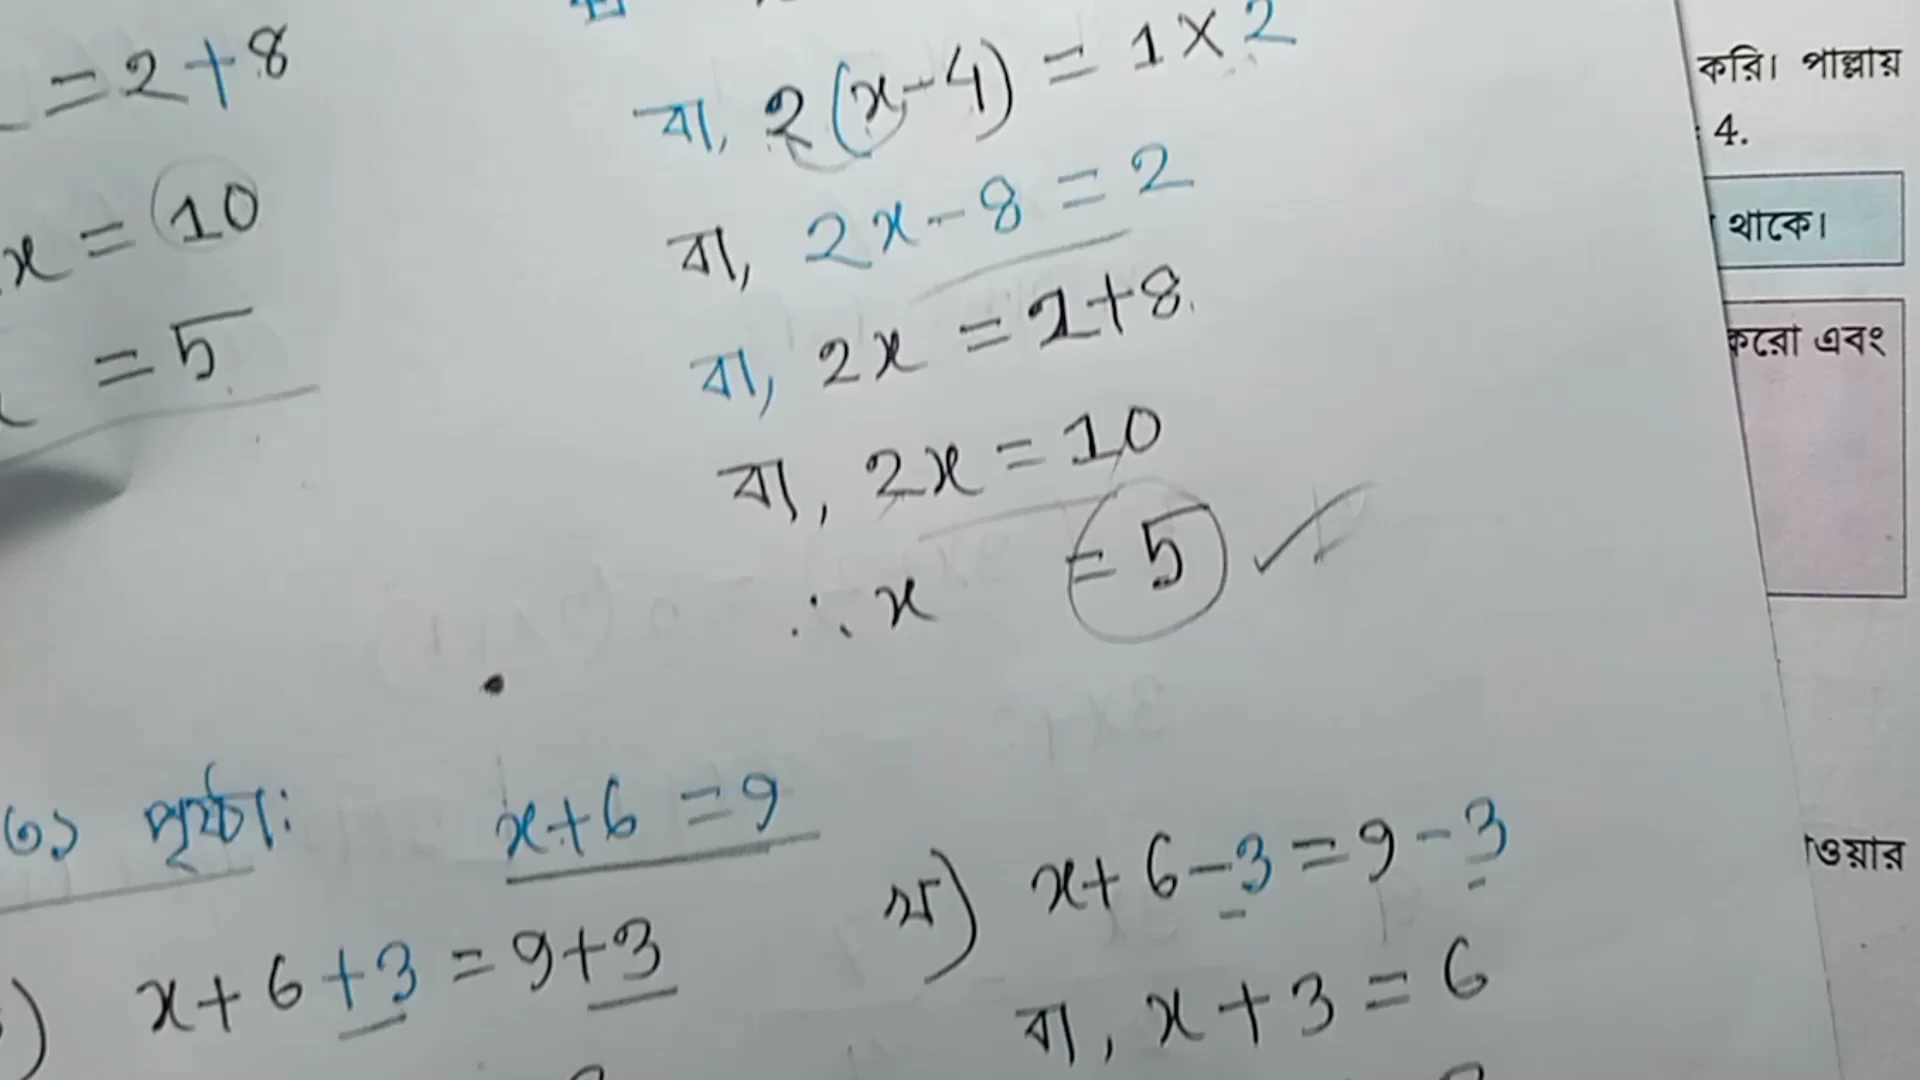 = 2 + 8
x = 10
= 5
বা, 2(x-4) = 1 × 2
বা, 2x - 8 = 2
বা, 2x = 2 + 8
বা, 2x = 10
∴ x = 5
৩১ পৃষ্ঠা:
x + 6 = 9
) x + 6 + 3 = 9 + 3
খ) x + 6 - 3 = 9 - 3
বা, x + 3 = 6
করি। পাল্লায়
4.
থাকে।
করো এবং
ওয়ার